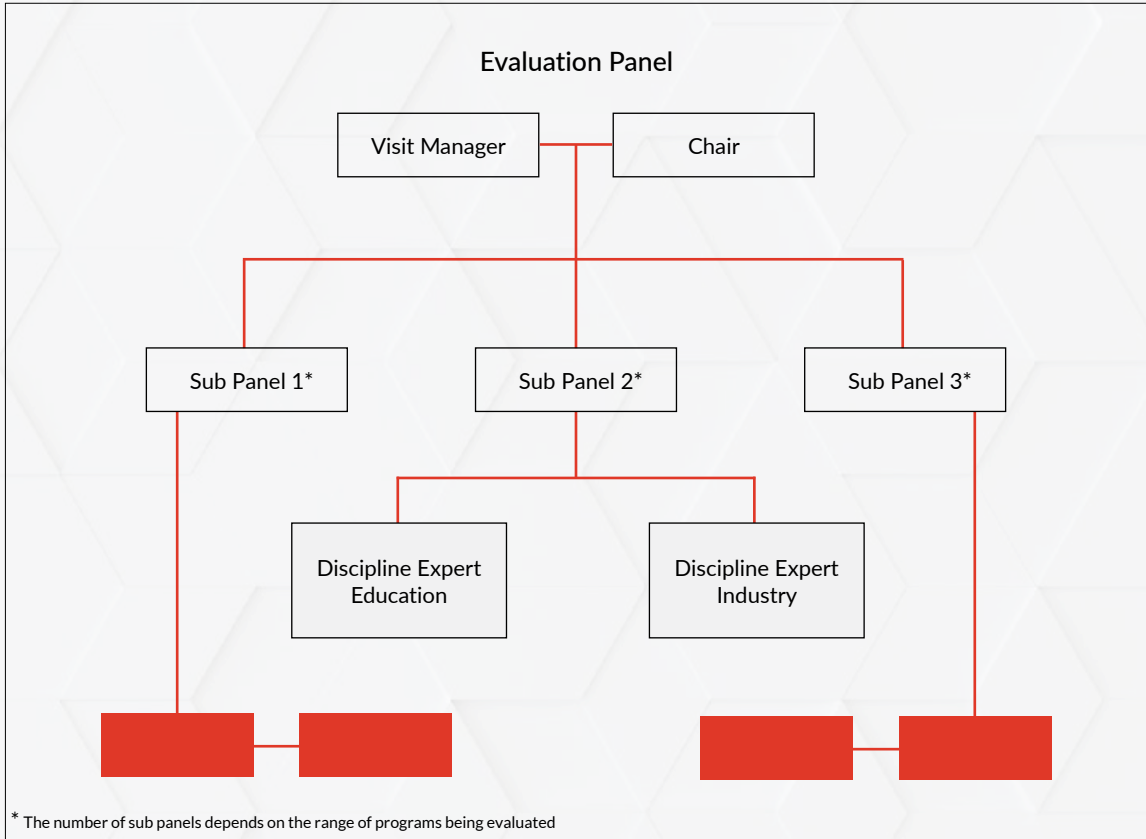 Evaluation Panel
Visit Manager
Chair
Sub Panel 1*
Sub Panel 2*
Sub Panel 3*
Discipline Expert
Education
Discipline Expert
Industry
* The number of sub panels depends on the range of programs being evaluated